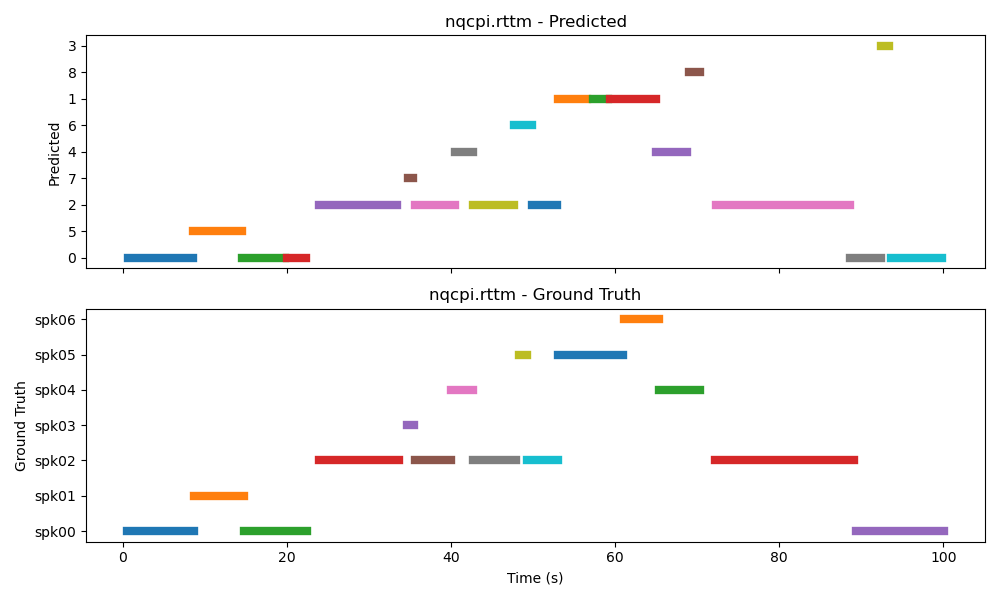 nqcpi.rttm - Predicted
3
8
1
6
4
7
2
5
0
Predicted
nqcpi.rttm - Ground Truth
spk06
spk05
spk04
spk03
spk02
spk01
spk00
Ground Truth
0 20 40 60 80 100
Time (s)